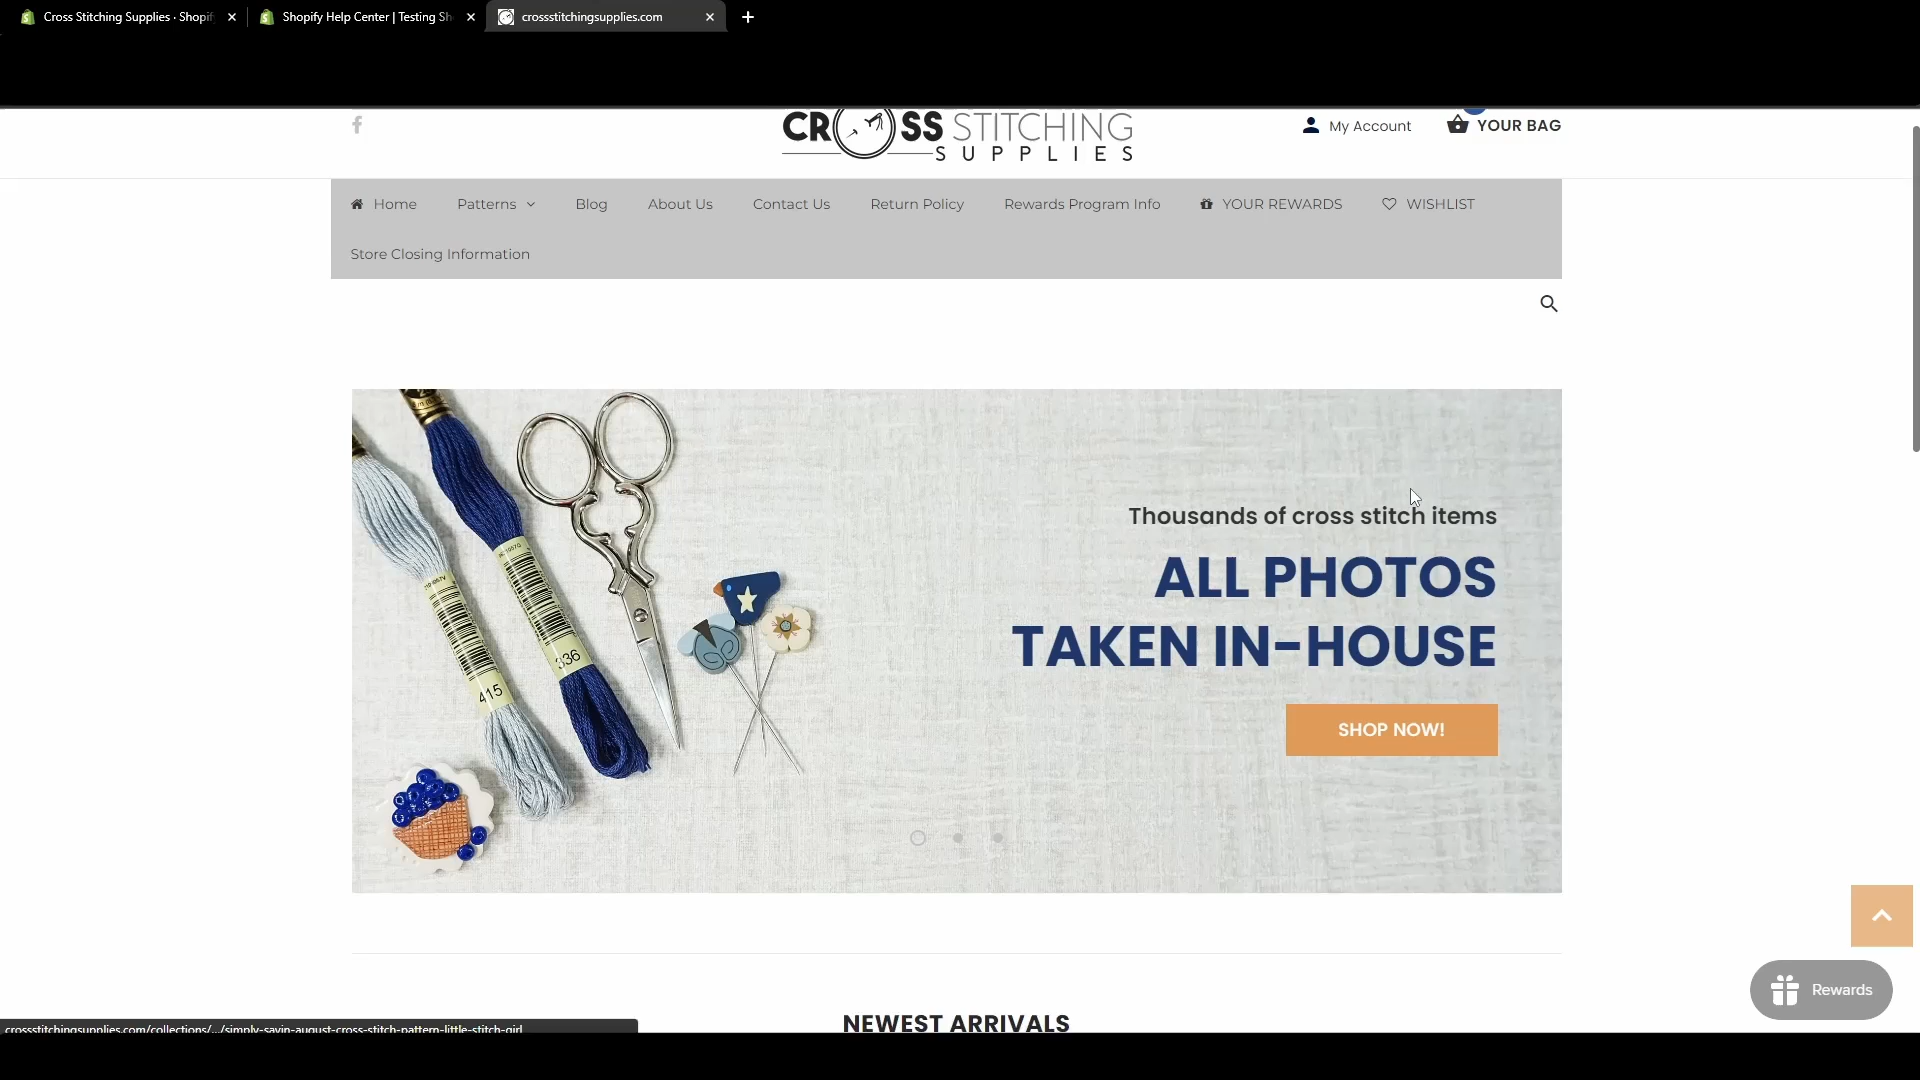 Cross Stitching Supplies · Shopif
Shopify Help Center | Testing Sh
crossstitchingsupplies.com
CROSS STITCHING
SUPPLIES
My Account
YOUR BAG
Home
Patterns
Blog
About Us
Contact Us
Return Policy
Rewards Program Info
YOUR REWARDS
WISHLIST
Store Closing Information
Thousands of cross stitch items
ALL PHOTOS
TAKEN IN-HOUSE
SHOP NOW!
336
415
Rewards
NEWEST ARRIVALS
crossstitchingsupplies.com/collections/.../simply-sayin-august-cross-stitch-pattern-little-stitch-girl